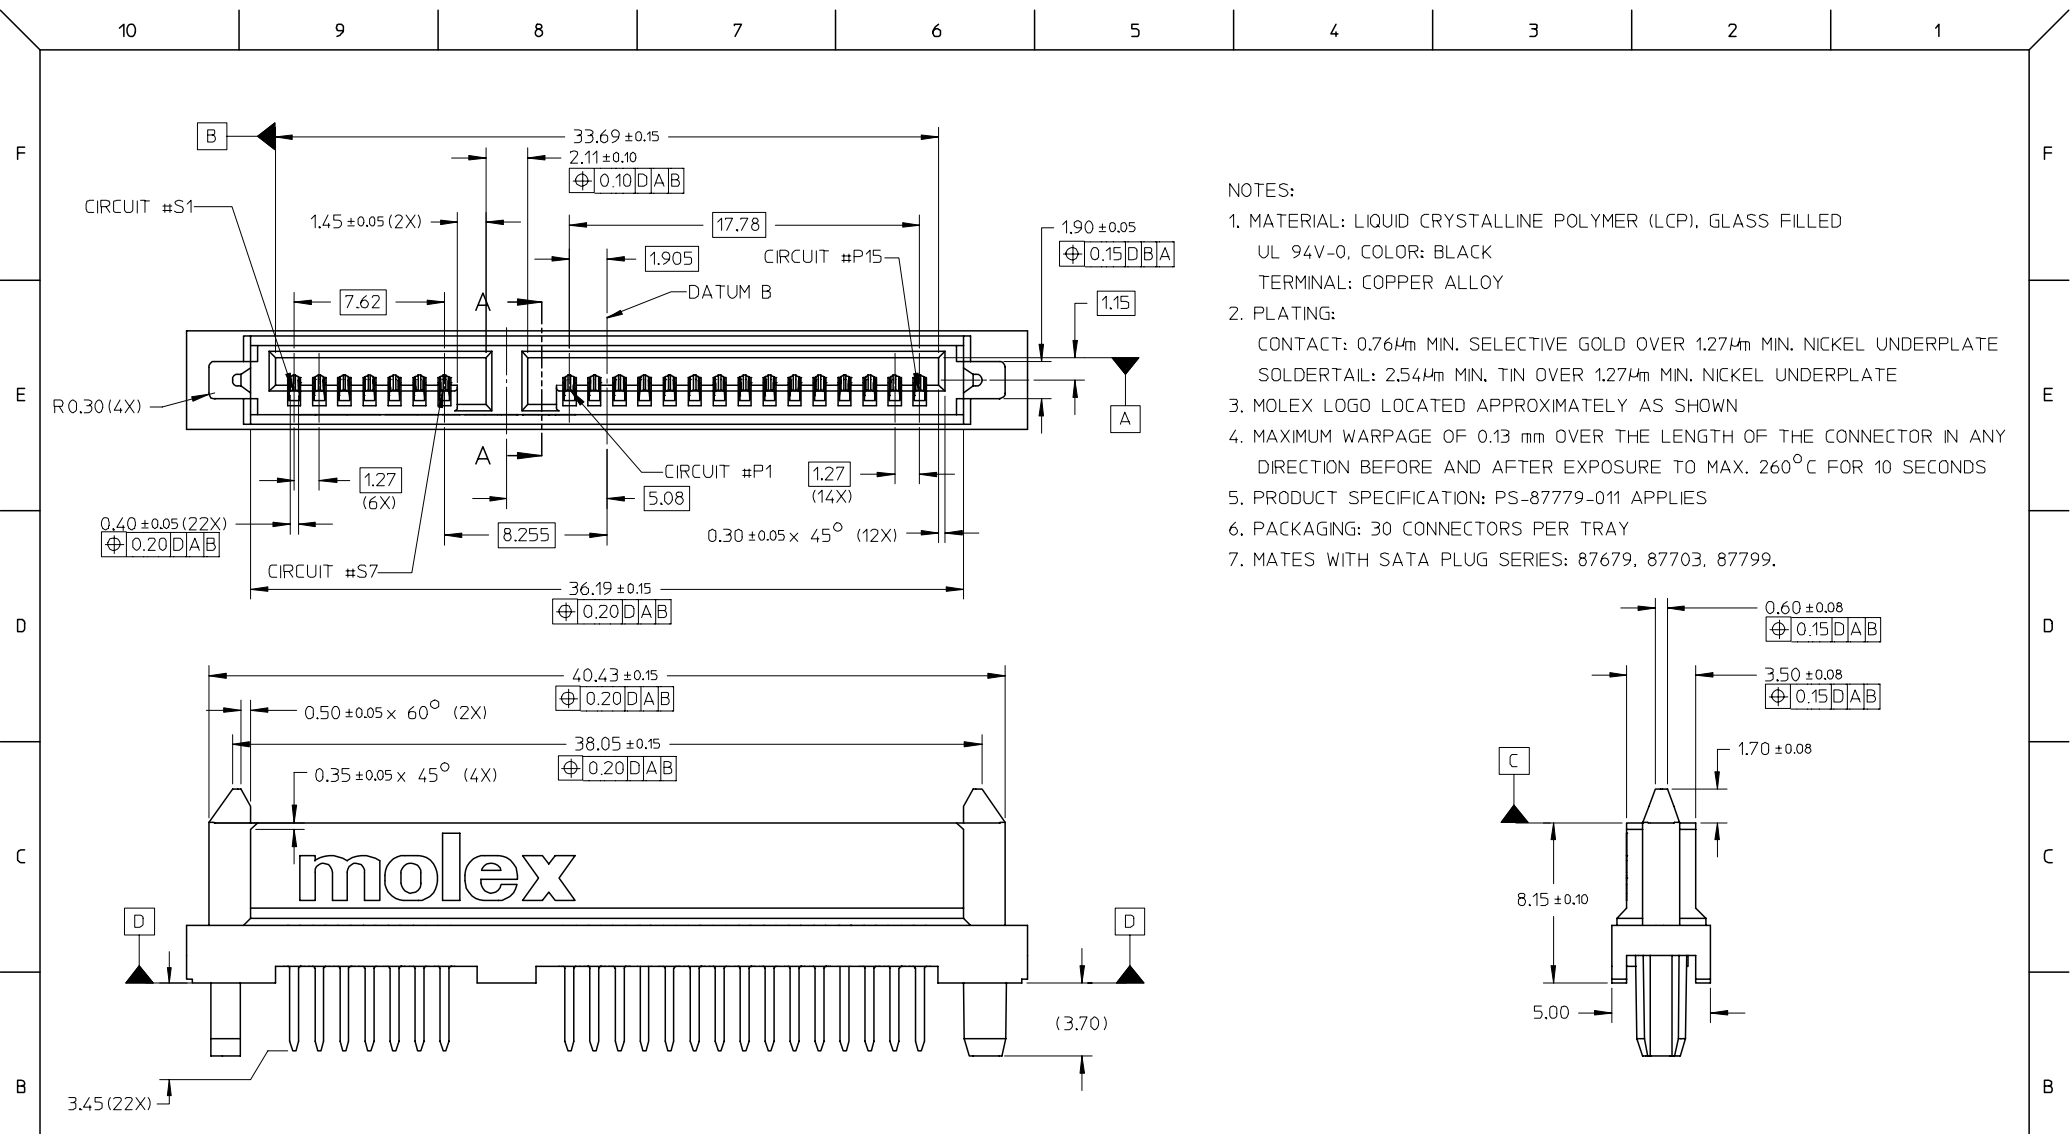 10 9 8 7 6 5 4 3 2 1
F F
B
33.69 ±0.15
2.11 ±0.10
⌖ 0.10 D A B
CIRCUIT #S1
1.45 ±0.05 (2X)
17.78
1.90 ±0.05
⌖ 0.15 D B A
1.905
CIRCUIT #P15
DATUM B
7.62
A
1.15
E E
R 0.30 (4X)
A
A
CIRCUIT #P1
1.27
(6X)
1.27
(14X)
5.08
0.40 ±0.05 (22X)
⌖ 0.20 D A B
8.255
0.30 ±0.05 x 45° (12X)
CIRCUIT #S7
36.19 ±0.15
⌖ 0.20 D A B
NOTES:
1. MATERIAL: LIQUID CRYSTALLINE POLYMER (LCP), GLASS FILLED
UL 94V-0, COLOR: BLACK
TERMINAL: COPPER ALLOY
2. PLATING:
CONTACT: 0.76µm MIN. SELECTIVE GOLD OVER 1.27µm MIN. NICKEL UNDERPLATE
SOLDERTAIL: 2.54µm MIN. TIN OVER 1.27µm MIN. NICKEL UNDERPLATE
3. MOLEX LOGO LOCATED APPROXIMATELY AS SHOWN
4. MAXIMUM WARPAGE OF 0.13 mm OVER THE LENGTH OF THE CONNECTOR IN ANY
DIRECTION BEFORE AND AFTER EXPOSURE TO MAX. 260°C FOR 10 SECONDS
5. PRODUCT SPECIFICATION: PS-87779-011 APPLIES
6. PACKAGING: 30 CONNECTORS PER TRAY
7. MATES WITH SATA PLUG SERIES: 87679, 87703, 87799.
D D
40.43 ±0.15
⌖ 0.20 D A B
0.50 ±0.05 x 60° (2X)
38.05 ±0.15
⌖ 0.20 D A B
0.35 ±0.05 x 45° (4X)
molex
D
D
(3.70)
3.45 (22X)
0.60 ±0.08
⌖ 0.15 D A B
3.50 ±0.08
⌖ 0.15 D A B
C
1.70 ±0.08
8.15 ±0.10
5.00
C C
B B